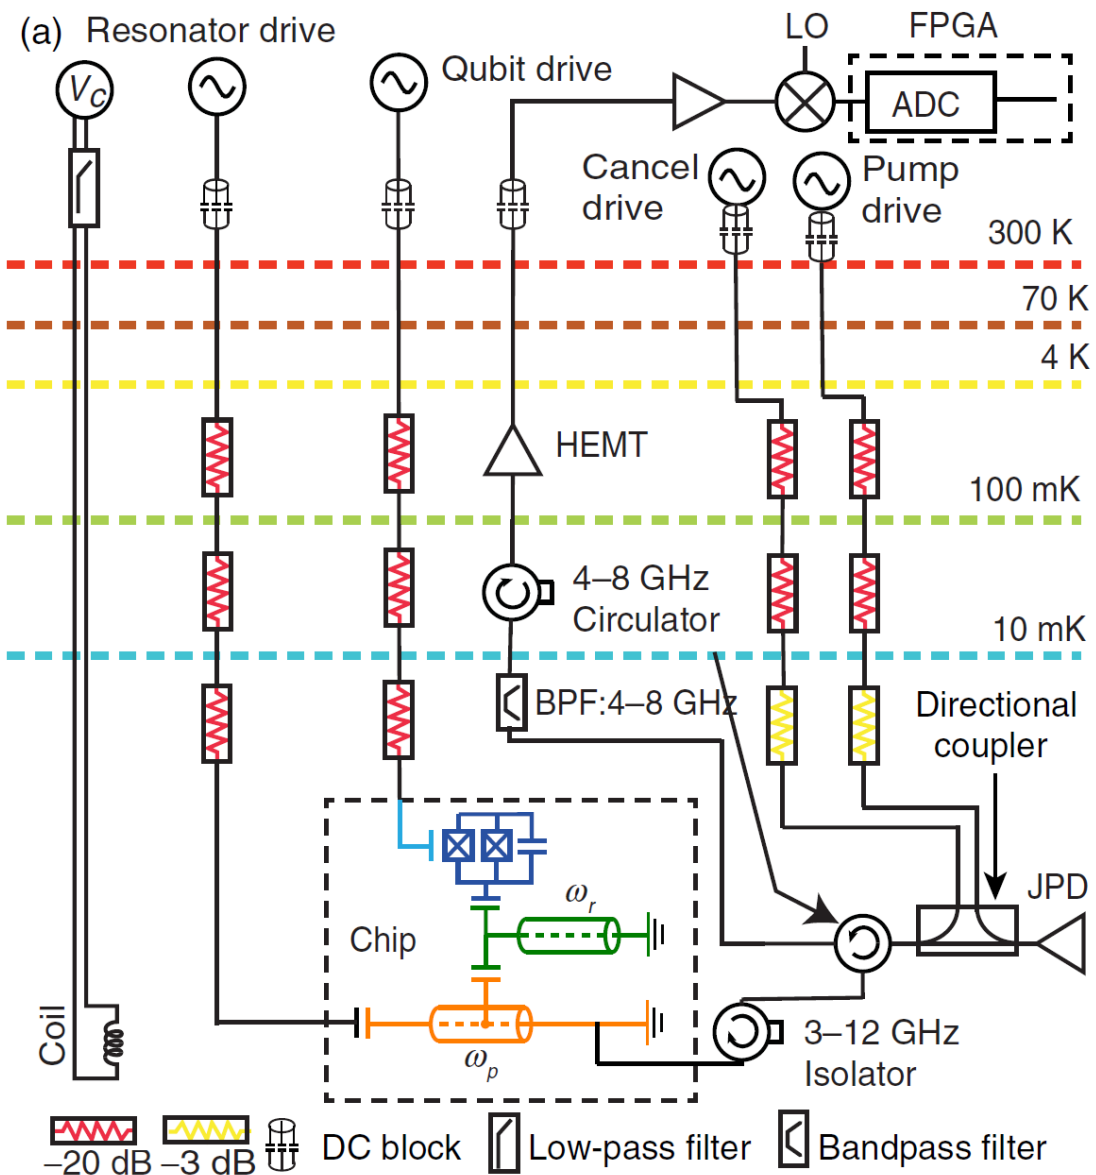 (a) Resonator drive
LO
FPGA
V_C
Qubit drive
ADC
Cancel
drive
Pump
drive
300 K
70 K
4 K
HEMT
100 mK
4–8 GHz
Circulator
10 mK
BPF:4–8 GHz
Directional
coupler
JPD
ω_r
Chip
Coil
ω_p
3–12 GHz
Isolator
−20 dB
−3 dB
DC block
Low-pass filter
Bandpass filter